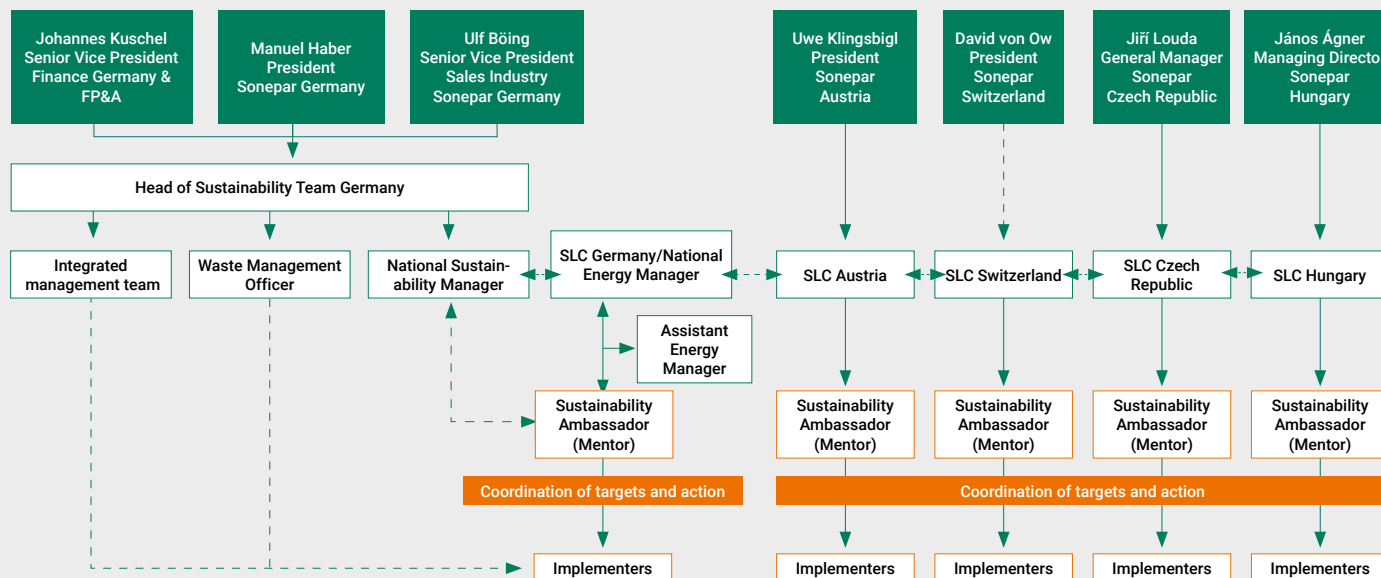 Johannes Kuschel
Senior Vice President
Finance Germany &
FP&A
Manuel Haber
President
Sonepar Germany
Ulf Böing
Senior Vice President
Sales Industry
Sonepar Germany
Uwe Klingsbigl
President
Sonepar
Austria
David von Ow
President
Sonepar
Switzerland
Jiří Louda
General Manager
Sonepar
Czech Republic
János Ágner
Managing Directo
Sonepar
Hungary
Head of Sustainability Team Germany
Integrated
management team
Waste Management
Officer
National Sustain-
ability Manager
SLC Germany/National
Energy Manager
SLC Austria
SLC Switzerland
SLC Czech
Republic
SLC Hungary
Assistant
Energy
Manager
Sustainability
Ambassador
(Mentor)
Sustainability
Ambassador
(Mentor)
Sustainability
Ambassador
(Mentor)
Sustainability
Ambassador
(Mentor)
Sustainability
Ambassador
(Mentor)
Coordination of targets and action
Coordination of targets and action
Implementers
Implementers
Implementers
Implementers
Implementers